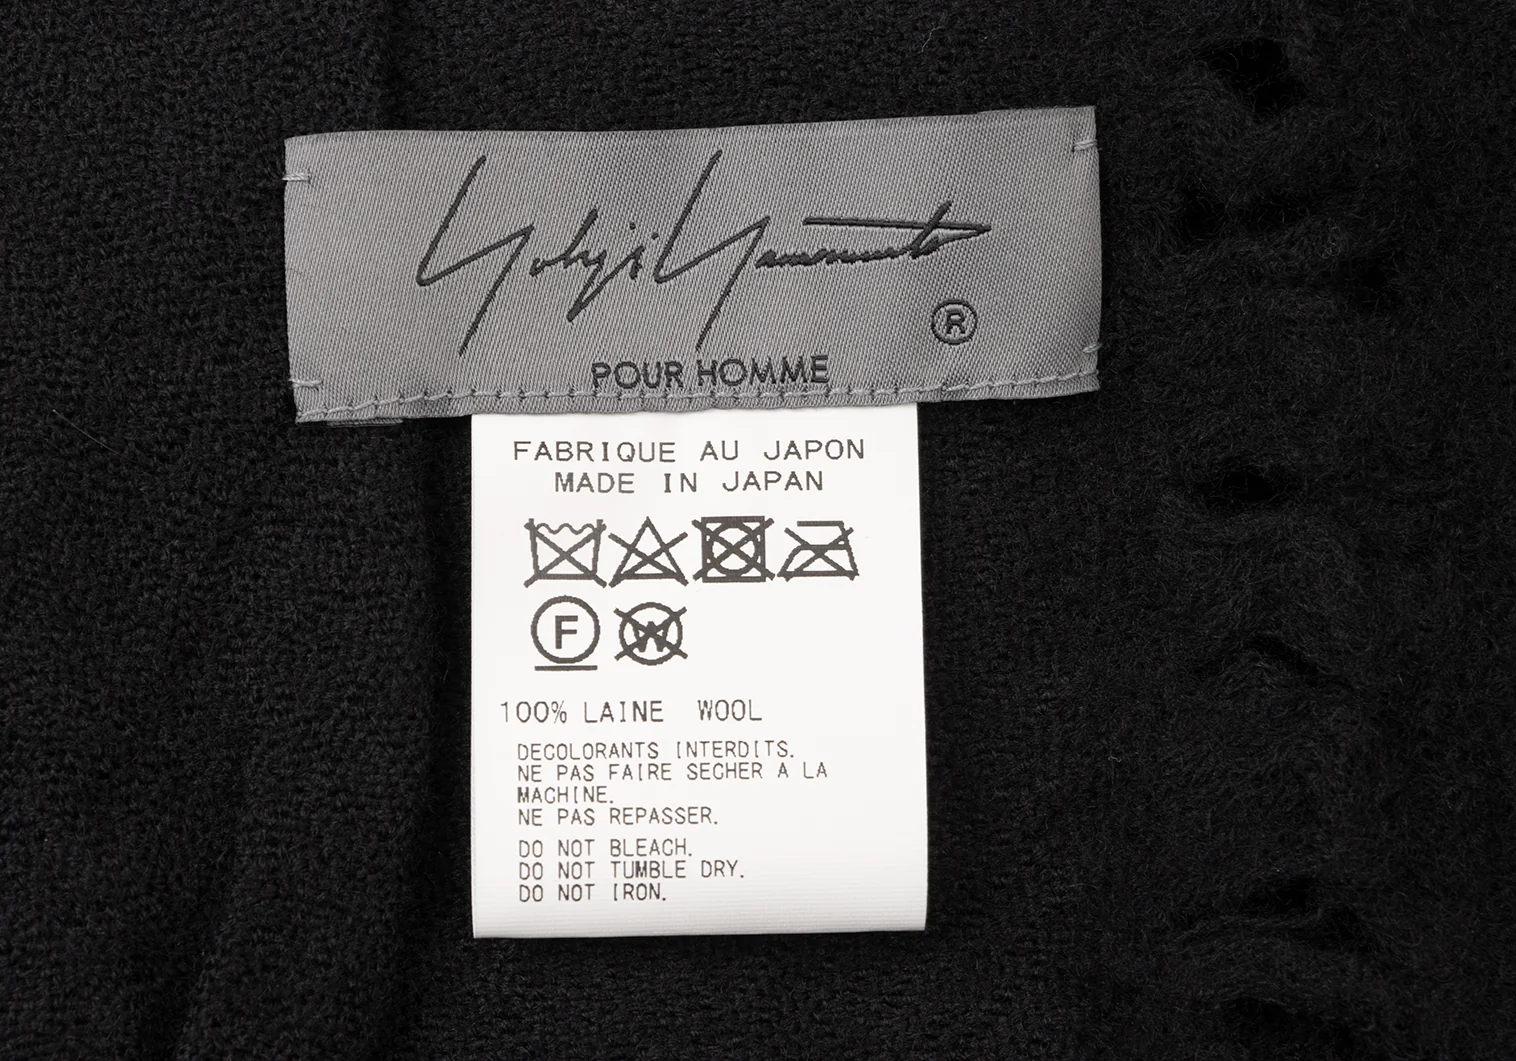 Yohji Yamamoto
®
POUR HOMME
FABRIQUE AU JAPON
MADE IN JAPAN
F W
100% LAINE WOOL
DECOLORANTS INTERDITS.
NE PAS FAIRE SECHER A LA
MACHINE.
NE PAS REPASSER.
DO NOT BLEACH.
DO NOT TUMBLE DRY.
DO NOT IRON.